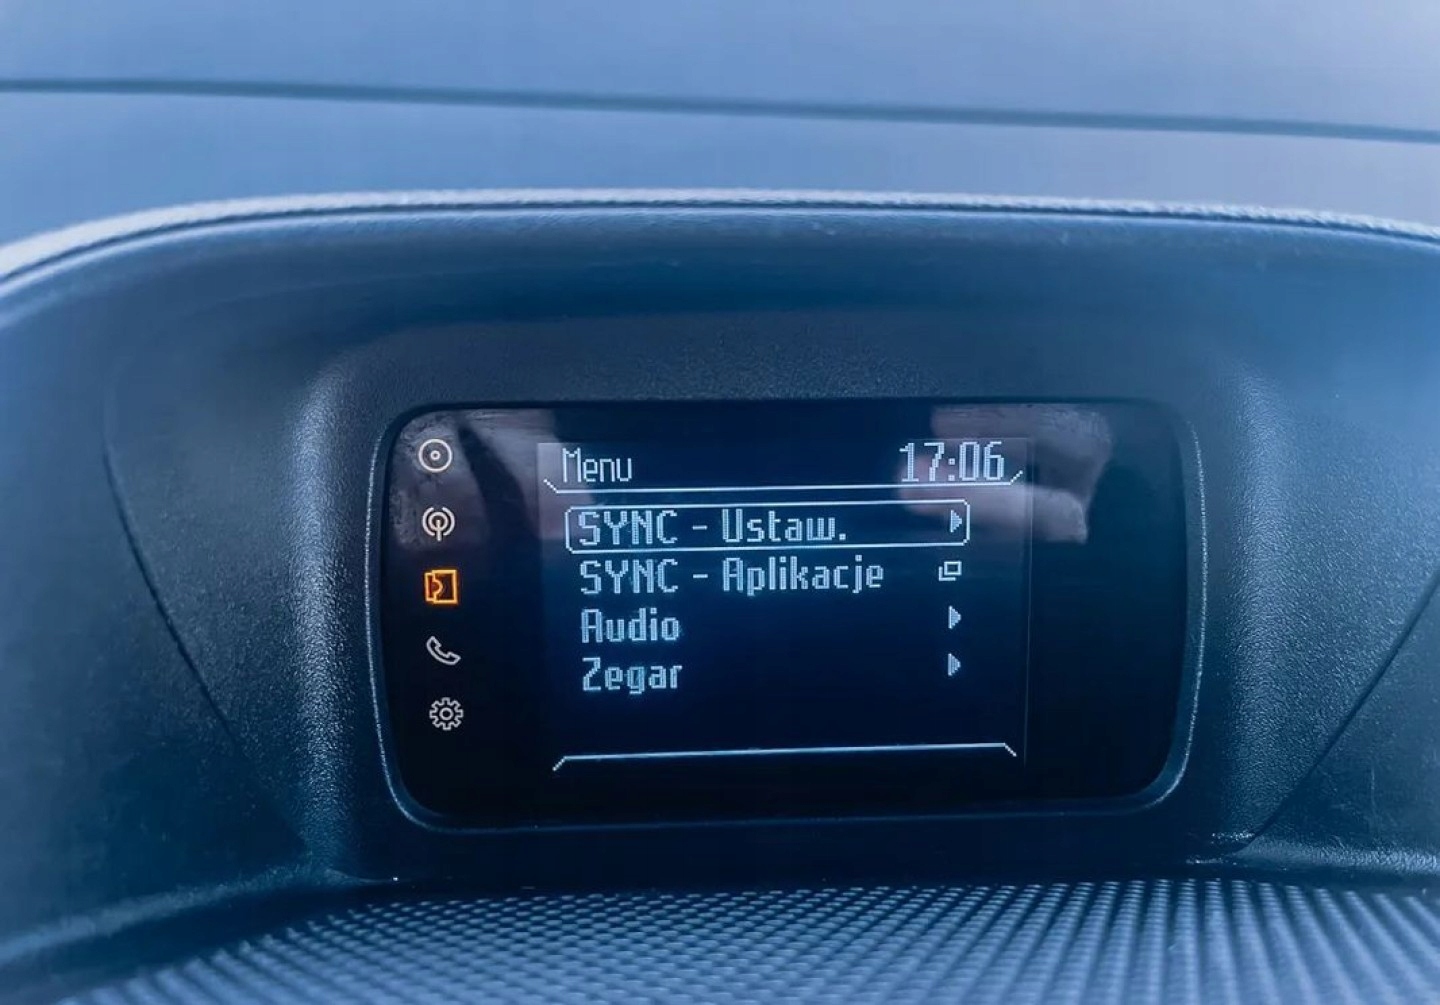 Menu 17:06
SYNC - Ustaw.
SYNC - Aplikacje
Audio
Zegar